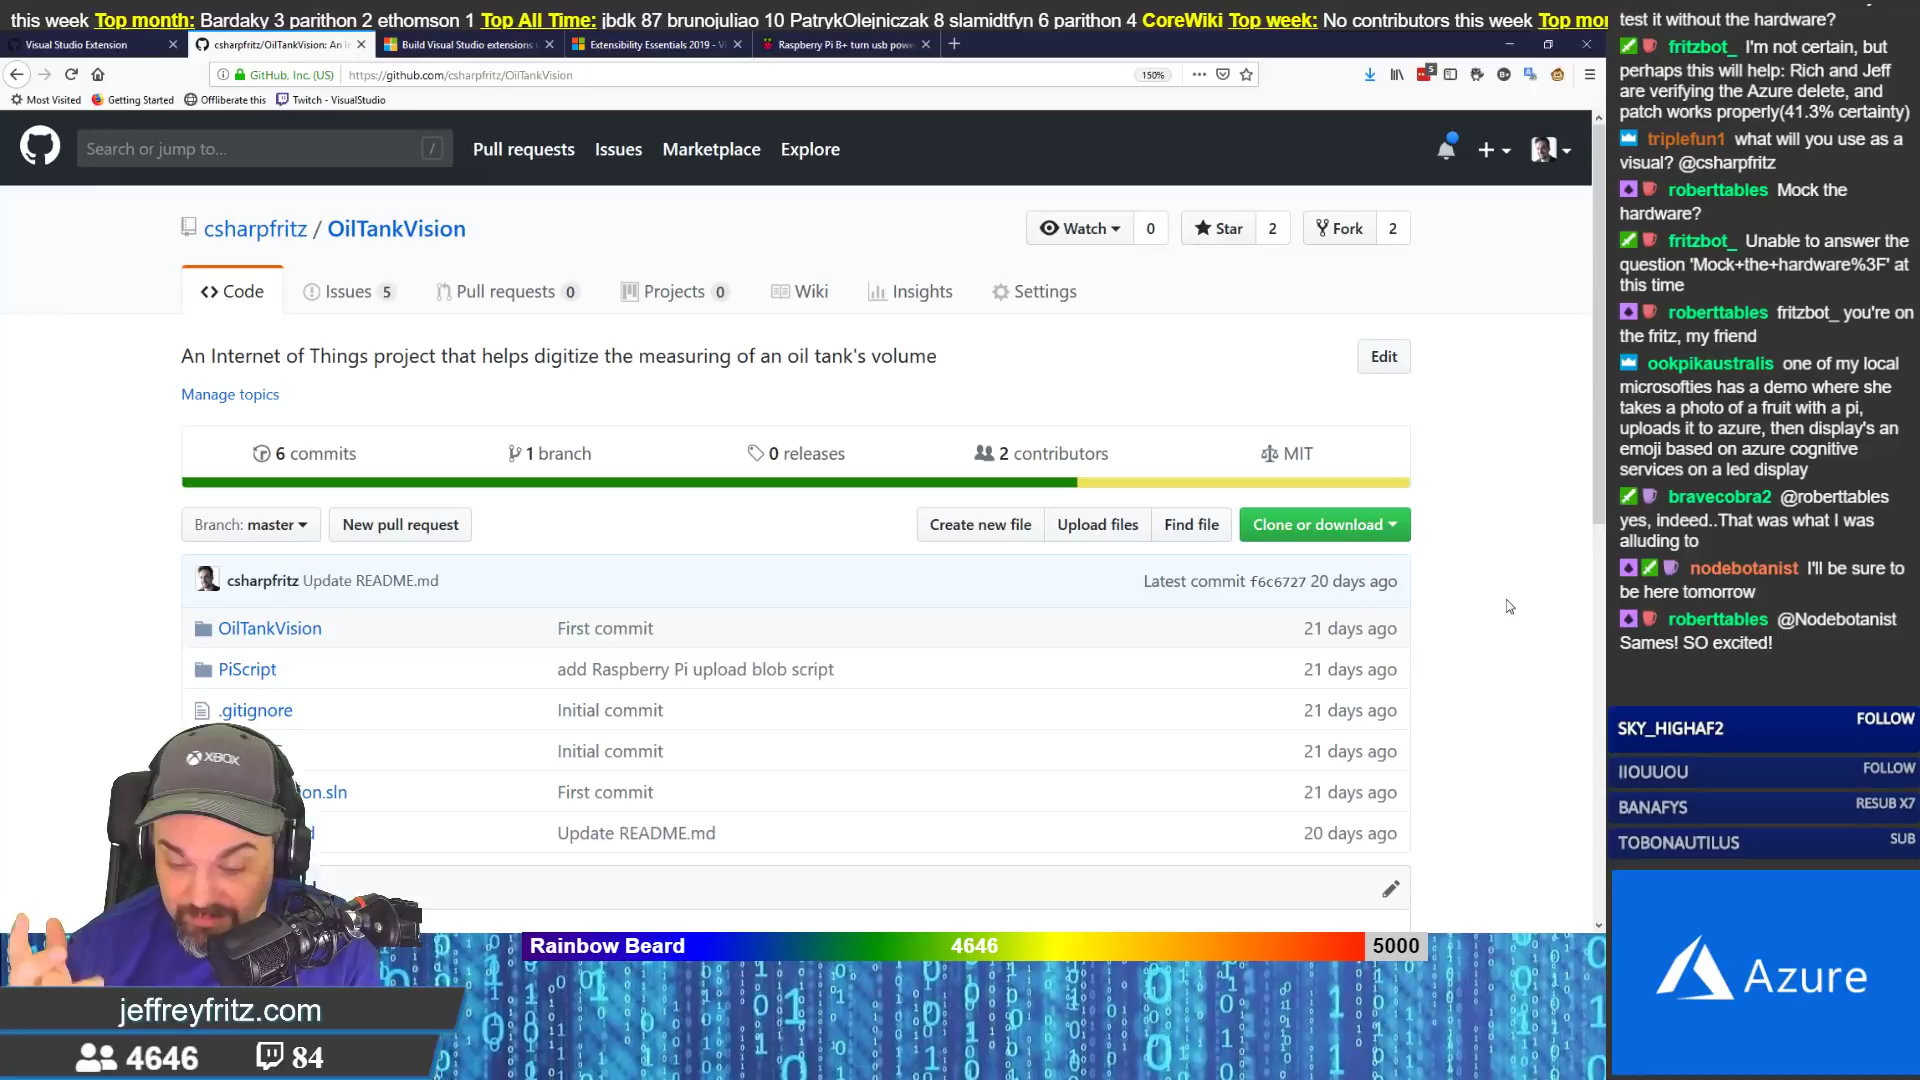 this week Top month: Bardaky 3 parithon 2 ethomson 1 Top All Time: jbdk 87 brunojuliao 10 PatrykOlejniczak 8 slamidtfyn 6 parithon 4 CoreWiki Top week: No contributors this week Top mor
Visual Studio Extension
csharpfritz/OilTankVision: An In
Build Visual Studio extensions
Extensibility Essentials 2019 - Vi
Raspberry Pi B+ turn usb powe
GitHub, Inc. (US)
https://github.com/csharpfritz/OilTankVision
150%
5
Most Visited
Getting Started
Offliberate this
Twitch - VisualStudio
Search or jump to...
/
Pull requests
Issues
Marketplace
Explore
csharpfritz / OilTankVision
Watch 0
Star 2
Fork 2
Code
Issues 5
Pull requests 0
Projects 0
Wiki
Insights
Settings
An Internet of Things project that helps digitize the measuring of an oil tank's volume
Edit
Manage topics
6 commits
1 branch
0 releases
2 contributors
MIT
Branch: master
New pull request
Create new file
Upload files
Find file
Clone or download
csharpfritz Update README.md
Latest commit f6c6727 20 days ago
OilTankVision First commit 21 days ago
PiScript add Raspberry Pi upload blob script 21 days ago
.gitignore Initial commit 21 days ago
Initial commit 21 days ago
on.sln First commit 21 days ago
Update README.md 20 days ago
XBOX
Rainbow Beard 4646 5000
jeffreyfritz.com
4646 84
test it without the hardware?
fritzbot_ I'm not certain, but
perhaps this will help: Rich and Jeff
are verifying the Azure delete, and
patch works properly(41.3% certainty)
triplefun1 what will you use as a
visual? @csharpfritz
roberttables Mock the
hardware?
fritzbot_ Unable to answer the
question 'Mock+the+hardware%3F' at
this time
roberttables fritzbot_ you're on
the fritz, my friend
ookpikaustralis one of my local
microsofties has a demo where she
takes a photo of a fruit with a pi,
uploads it to azure, then display's an
emoji based on azure cognitive
services on a led display
bravecobra2 @roberttables
yes, indeed..That was what I was
alluding to
nodebotanist I'll be sure to
be here tomorrow
roberttables @Nodebotanist
Sames! SO excited!
SKY_HIGHAF2 FOLLOW
IIOUUOU FOLLOW
BANAFYS RESUB X7
TOBONAUTILUS SUB
Azure